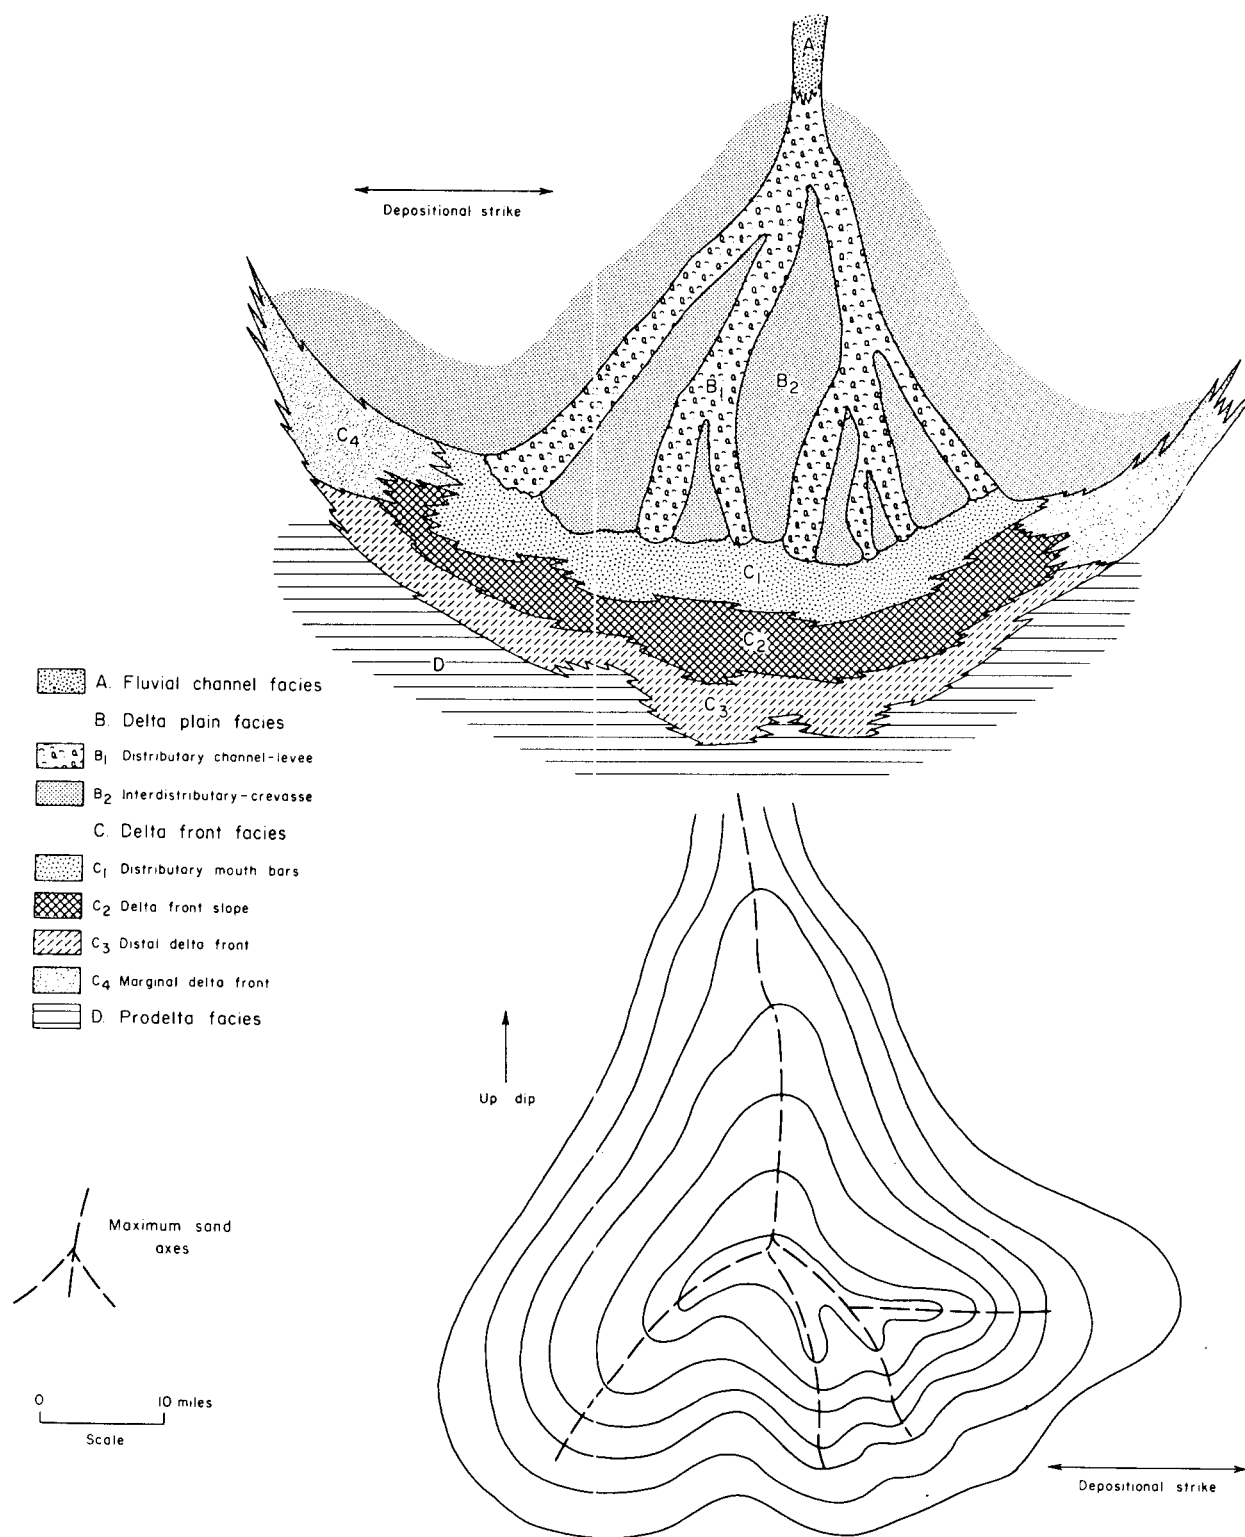 A
Depositional strike
B1
B2
C4
C1
C2
D
C3
A. Fluvial channel facies
B. Delta plain facies
B1 Distributary channel-levee
B2 Interdistributary-crevasse
C. Delta front facies
C1 Distributary mouth bars
C2 Delta front slope
C3 Distal delta front
C4 Marginal delta front
D. Prodelta facies
Up dip
Maximum sand
axes
0 10 miles
Scale
Depositional strike